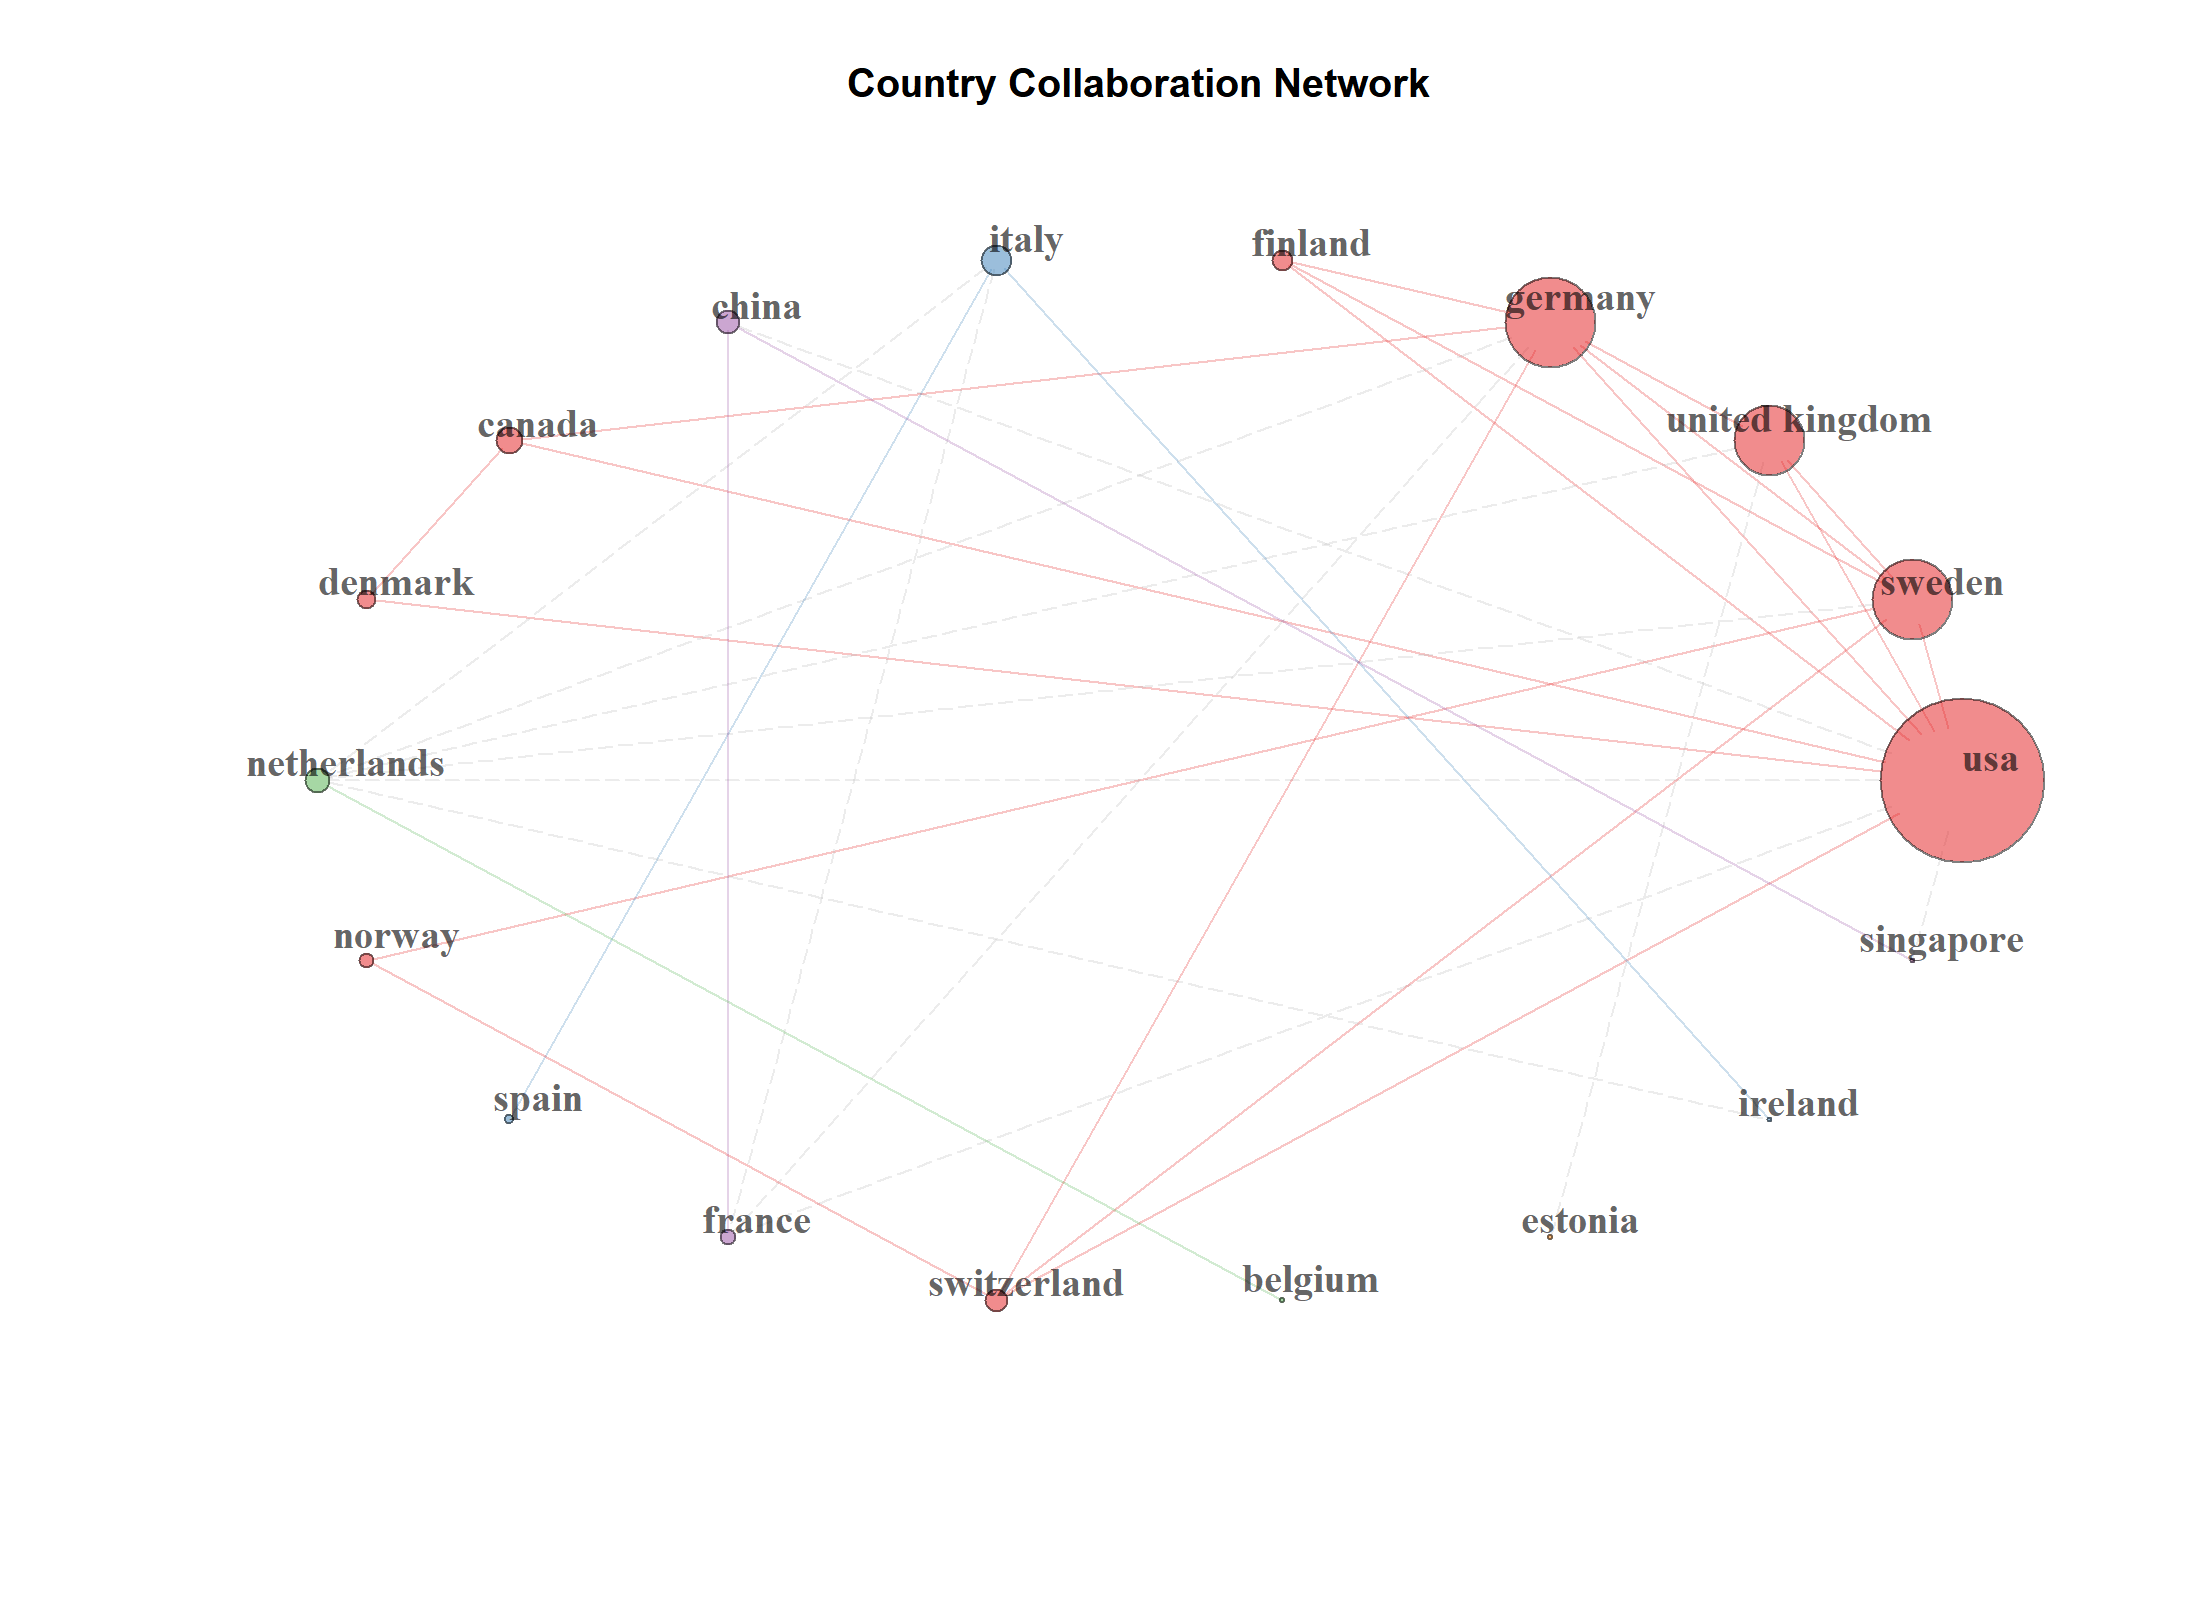 Country Collaboration Network
italy
finland
germany
china
united kingdom
canada
denmark
sweden
netherlands
usa
norway
singapore
spain
ireland
france
estonia
switzerland
belgium